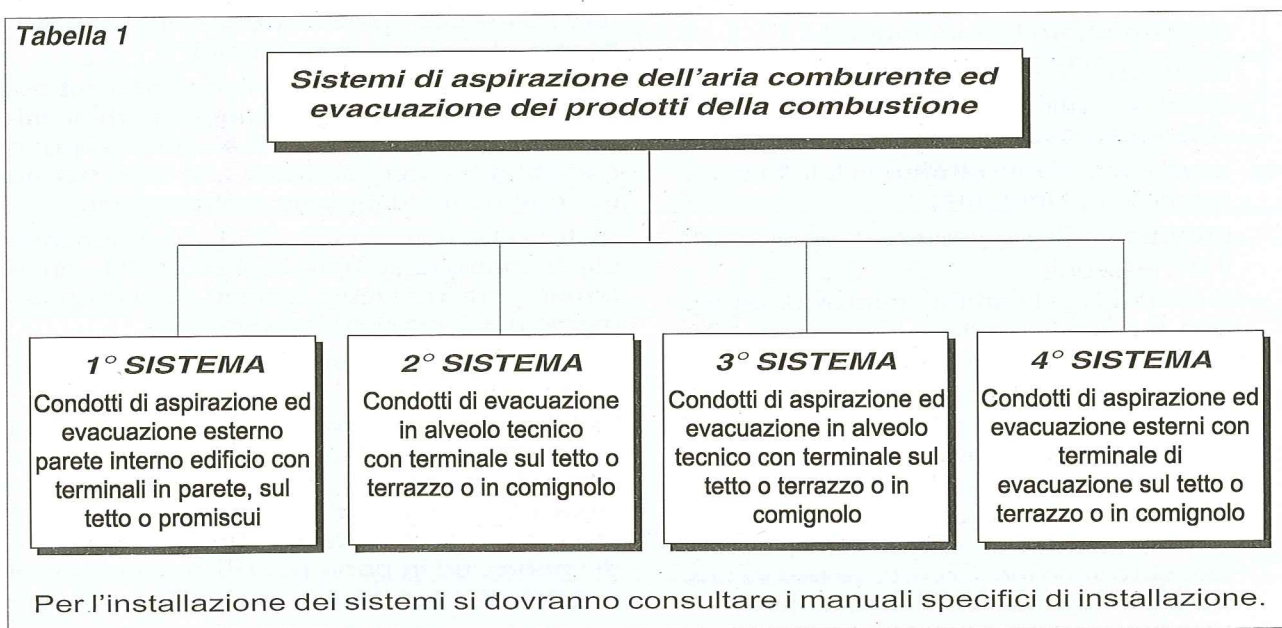 Tabella 1
Sistemi di aspirazione dell'aria comburente ed
evacuazione dei prodotti della combustione
1° SISTEMA
Condotti di aspirazione ed
evacuazione esterno
parete interno edificio con
terminali in parete, sul
tetto o promiscui
2° SISTEMA
Condotti di evacuazione
in alveolo tecnico
con terminale sul tetto o
terrazzo o in comignolo
3° SISTEMA
Condotti di aspirazione ed
evacuazione in alveolo
tecnico con terminale sul
tetto o terrazzo o in
comignolo
4° SISTEMA
Condotti di aspirazione ed
evacuazione esterni con
terminale di
evacuazione sul tetto o
terrazzo o in comignolo
Per l'installazione dei sistemi si dovranno consultare i manuali specifici di installazione.